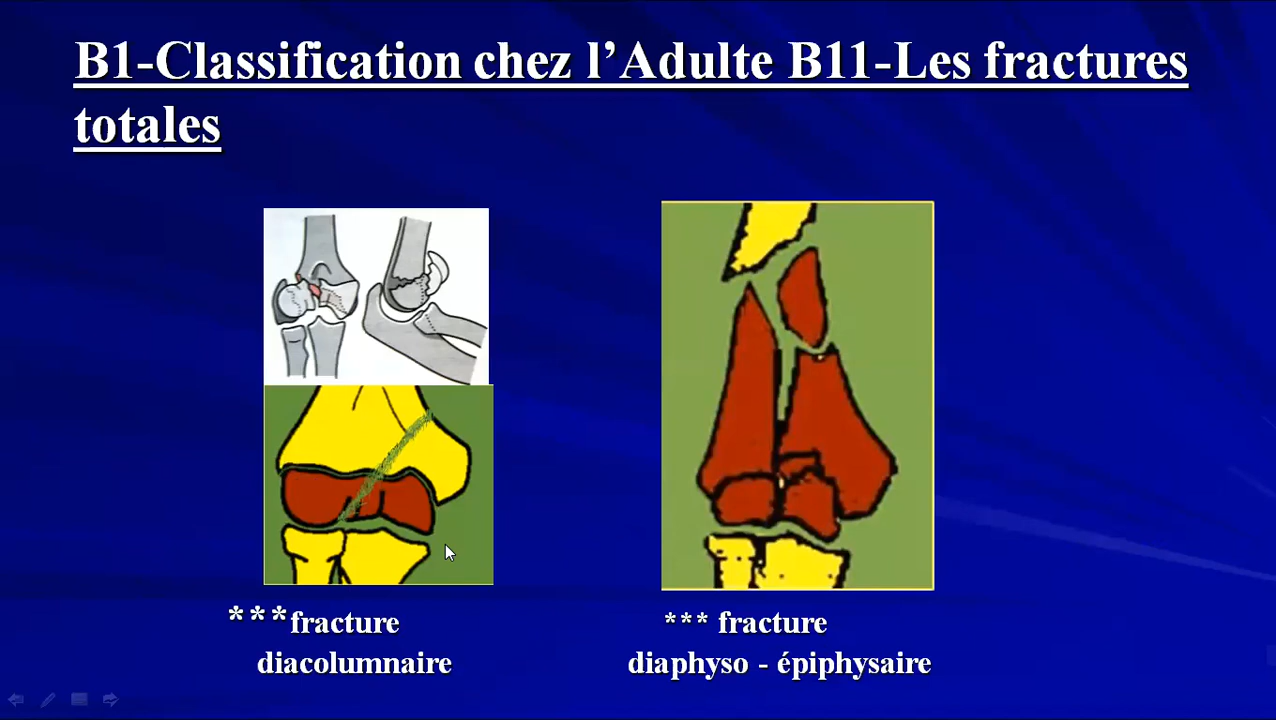 B1-Classification chez l’Adulte B11-Les fractures
totales
***fracture
diacolumnaire
*** fracture
diaphyso - épiphysaire